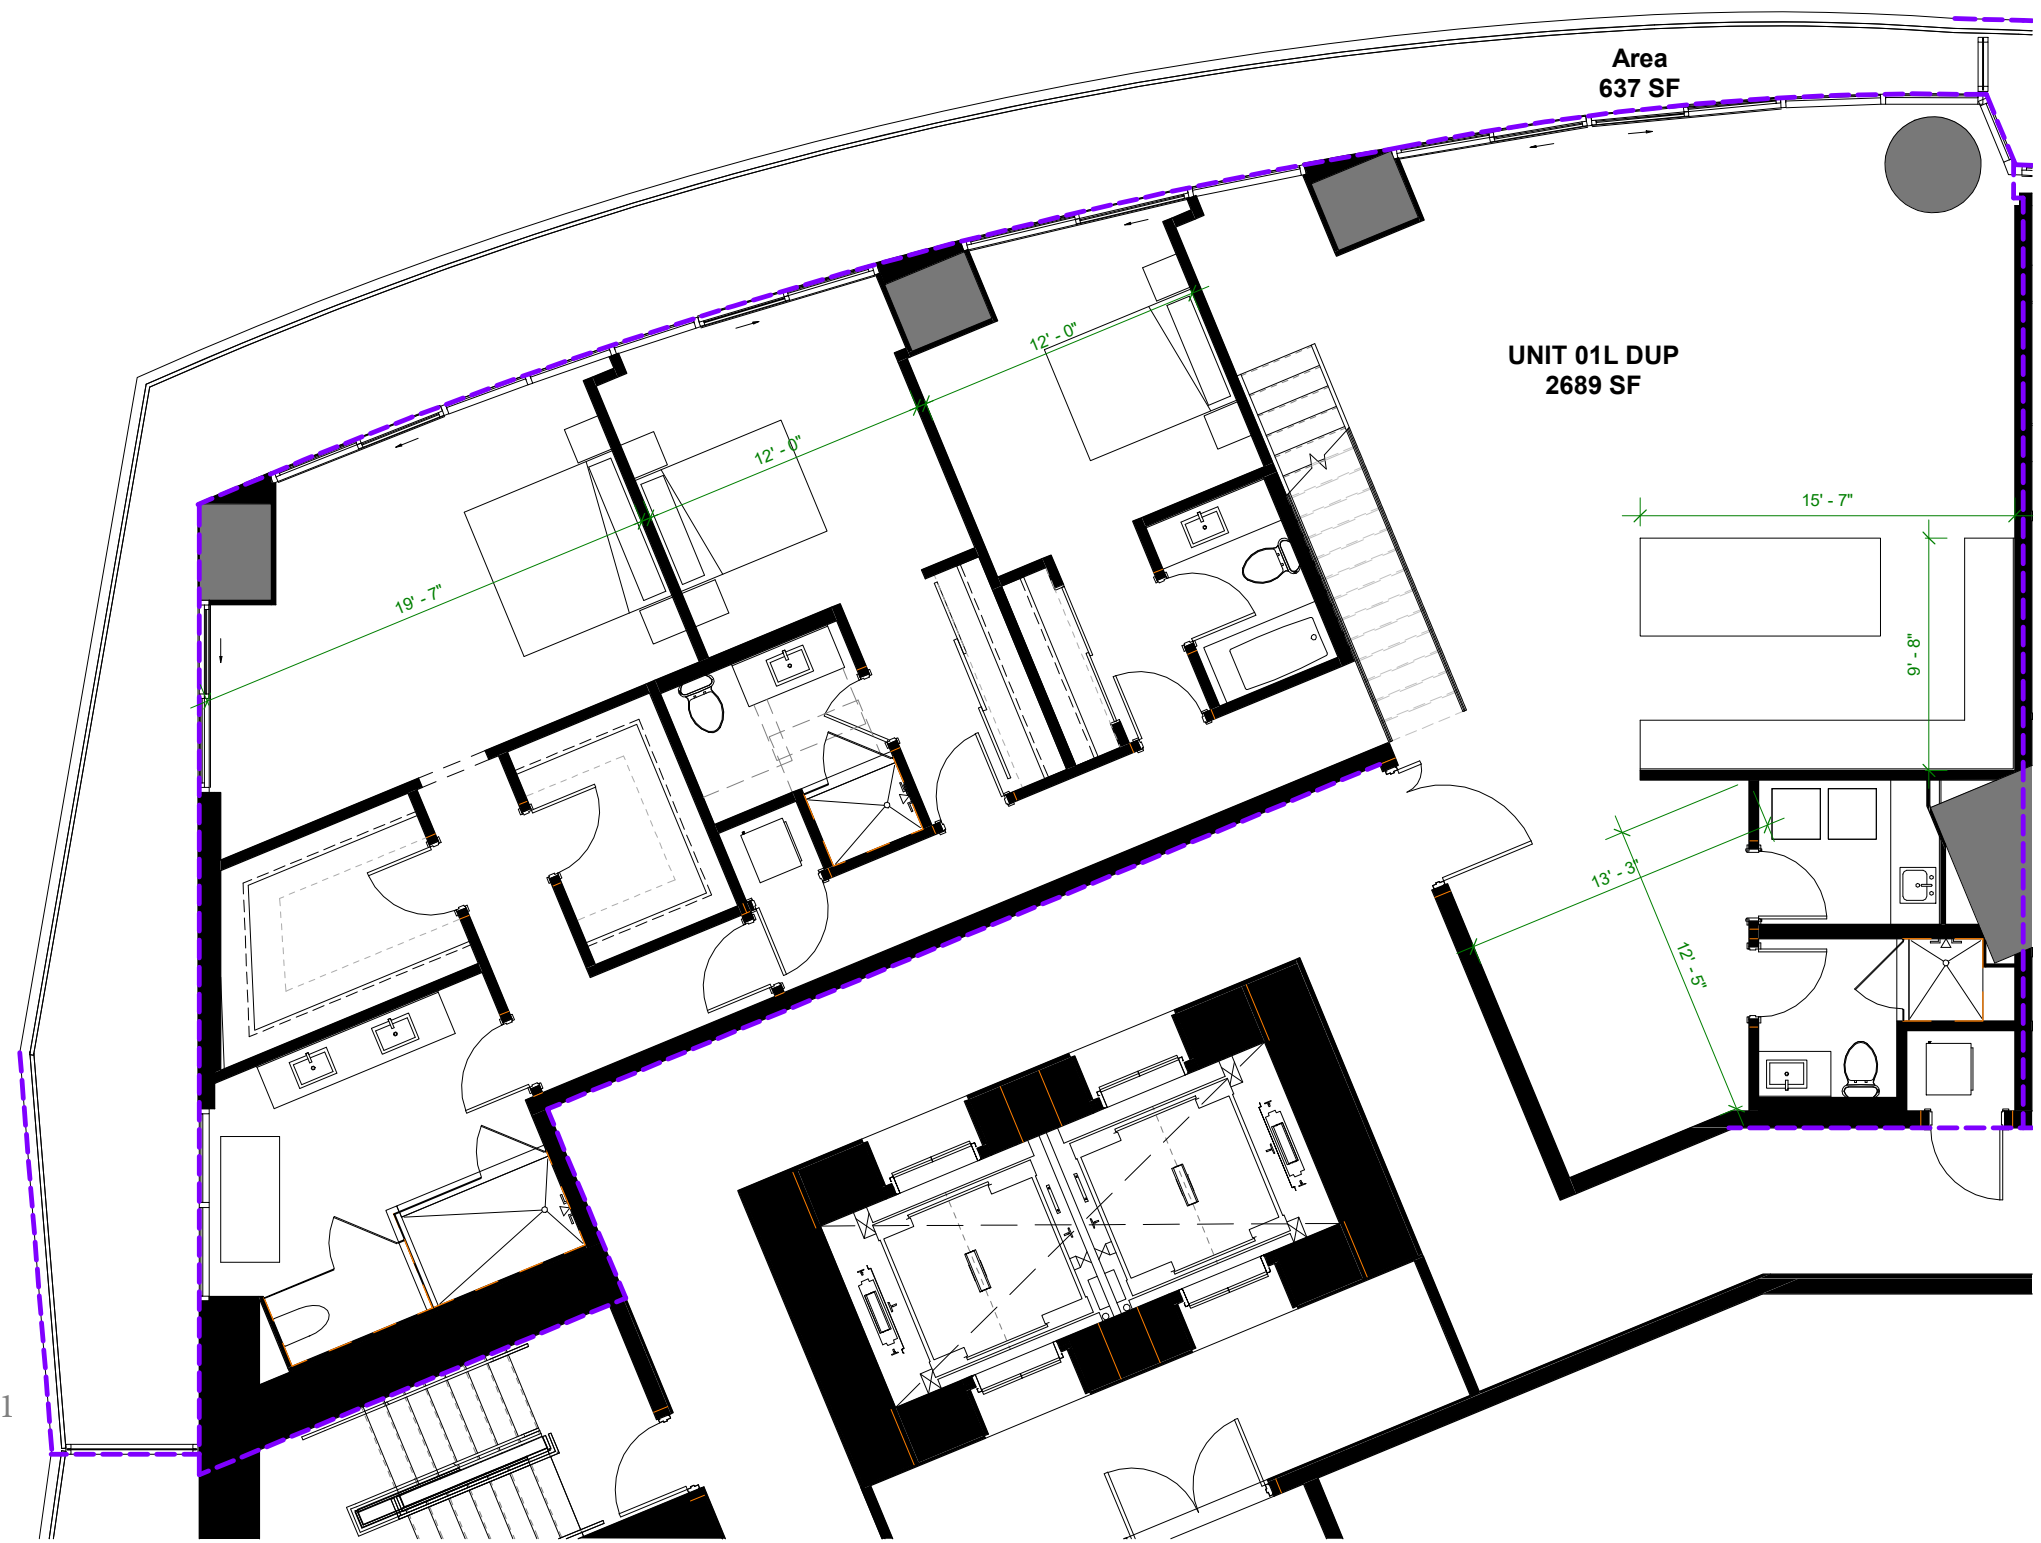 Area
637 SF
12' - 0"
UNIT 01L DUP
2689 SF
12' - 0"
15' - 7"
19' - 7"
9' - 8"
13' - 3"
12' - 5"
1